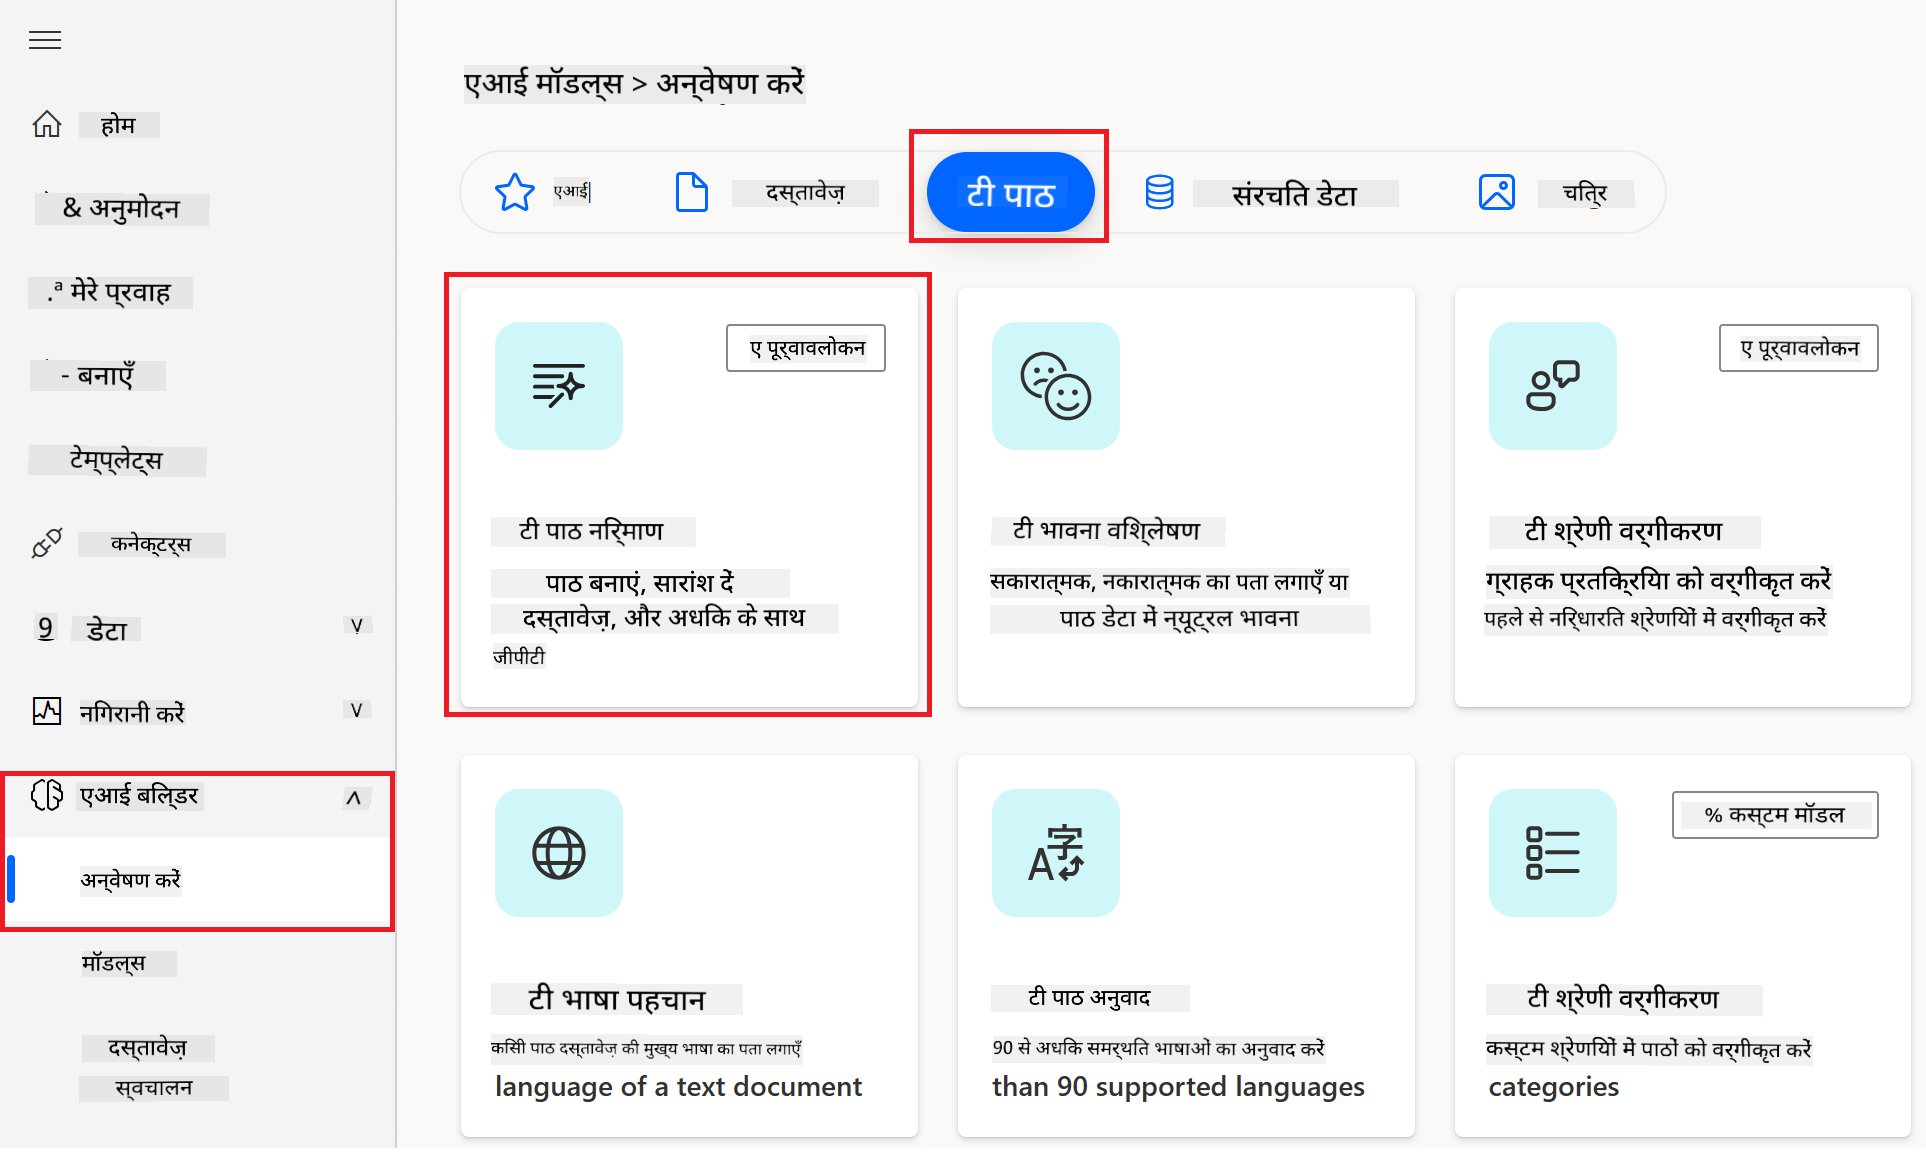 एआई मॉडल्स > अन्वेषण करें
होम
& अनुमोदन
.ª मेरे प्रवाह
- बनाएँ
टेम्प्लेट्स
कनेक्टर्स
9 डेटा
निगरानी करें
एआई बिल्डर
अन्वेषण करें
मॉडल्स
दस्तावेज़
स्वचालन
एआई
दस्तावेज़
टी पाठ
संरचित डेटा
चित्र
ए पूर्वावलोकन
टी पाठ निर्माण
पाठ बनाएं, सारांश दें
दस्तावेज़, और अधिक के साथ
जीपीटी
टी भावना विश्लेषण
सकारात्मक, नकारात्मक का पता लगाएँ या
पाठ डेटा में न्यूट्रल भावना
ए पूर्वावलोकन
टी श्रेणी वर्गीकरण
ग्राहक प्रतिक्रिया को वर्गीकृत करें
पहले से निर्धारित श्रेणियों में वर्गीकृत करें
टी भाषा पहचान
किसी पाठ दस्तावेज़ की मुख्य भाषा का पता लगाएँ
language of a text document
टी पाठ अनुवाद
90 से अधिक समर्थित भाषाओं का अनुवाद करें
than 90 supported languages
% कस्टम मॉडल
टी श्रेणी वर्गीकरण
कस्टम श्रेणियों में पाठों को वर्गीकृत करें
categories